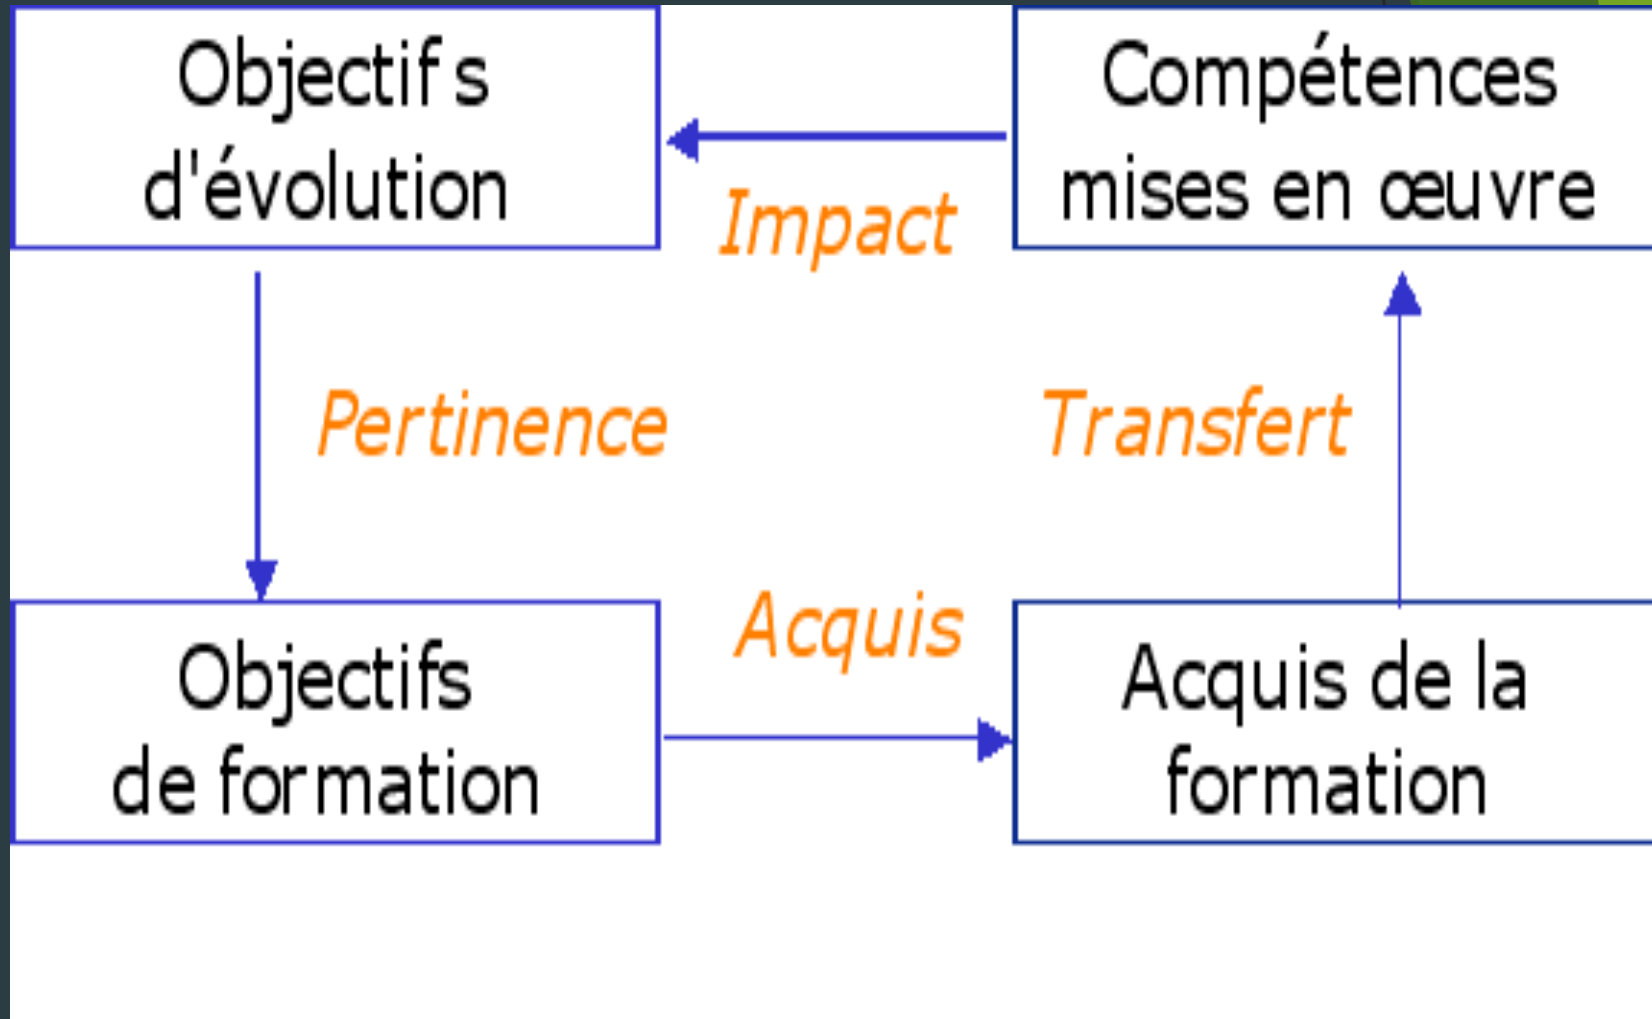 Objectifs
d'évolution
Compétences
mises en œuvre
Impact
Pertinence
Transfert
Acquis
Objectifs
de formation
Acquis de la
formation